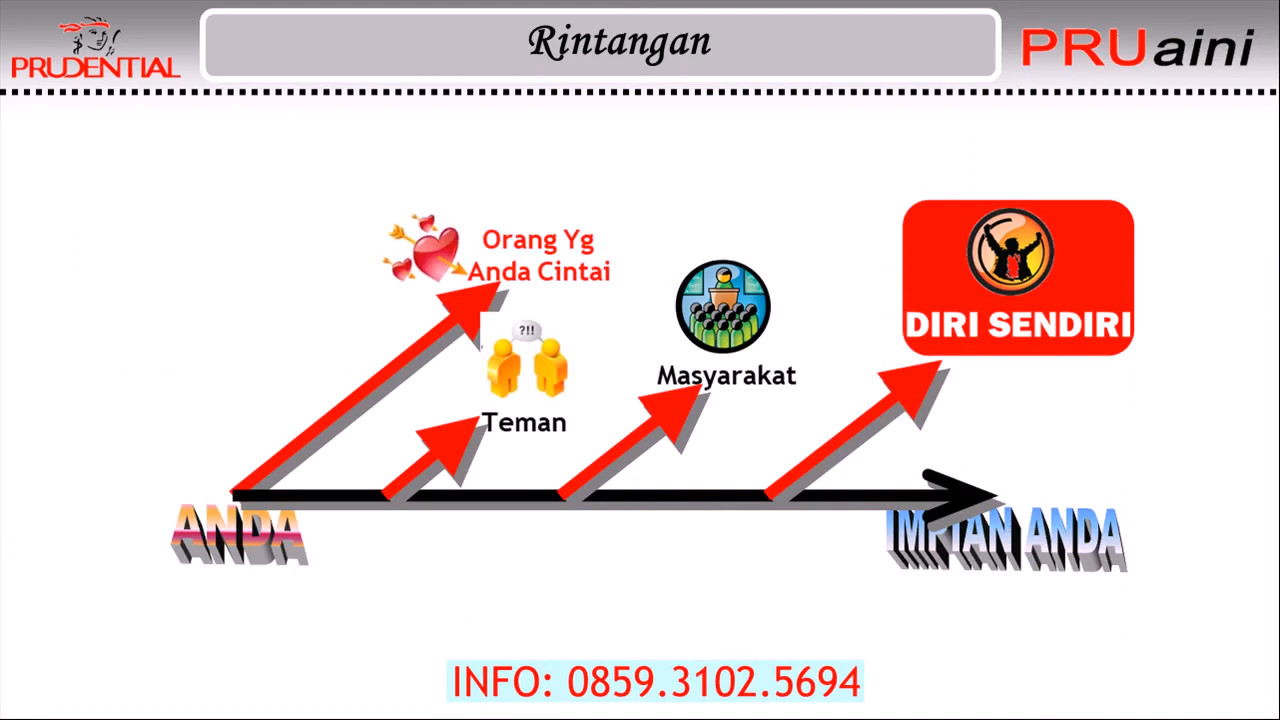 Rintangan
PRUDENTIAL
PRUaini
Orang Yg
Anda Cintai
?!!
Teman
Masyarakat
DIRI SENDIRI
ANDA
IMPIAN ANDA
INFO: 0859.3102.5694